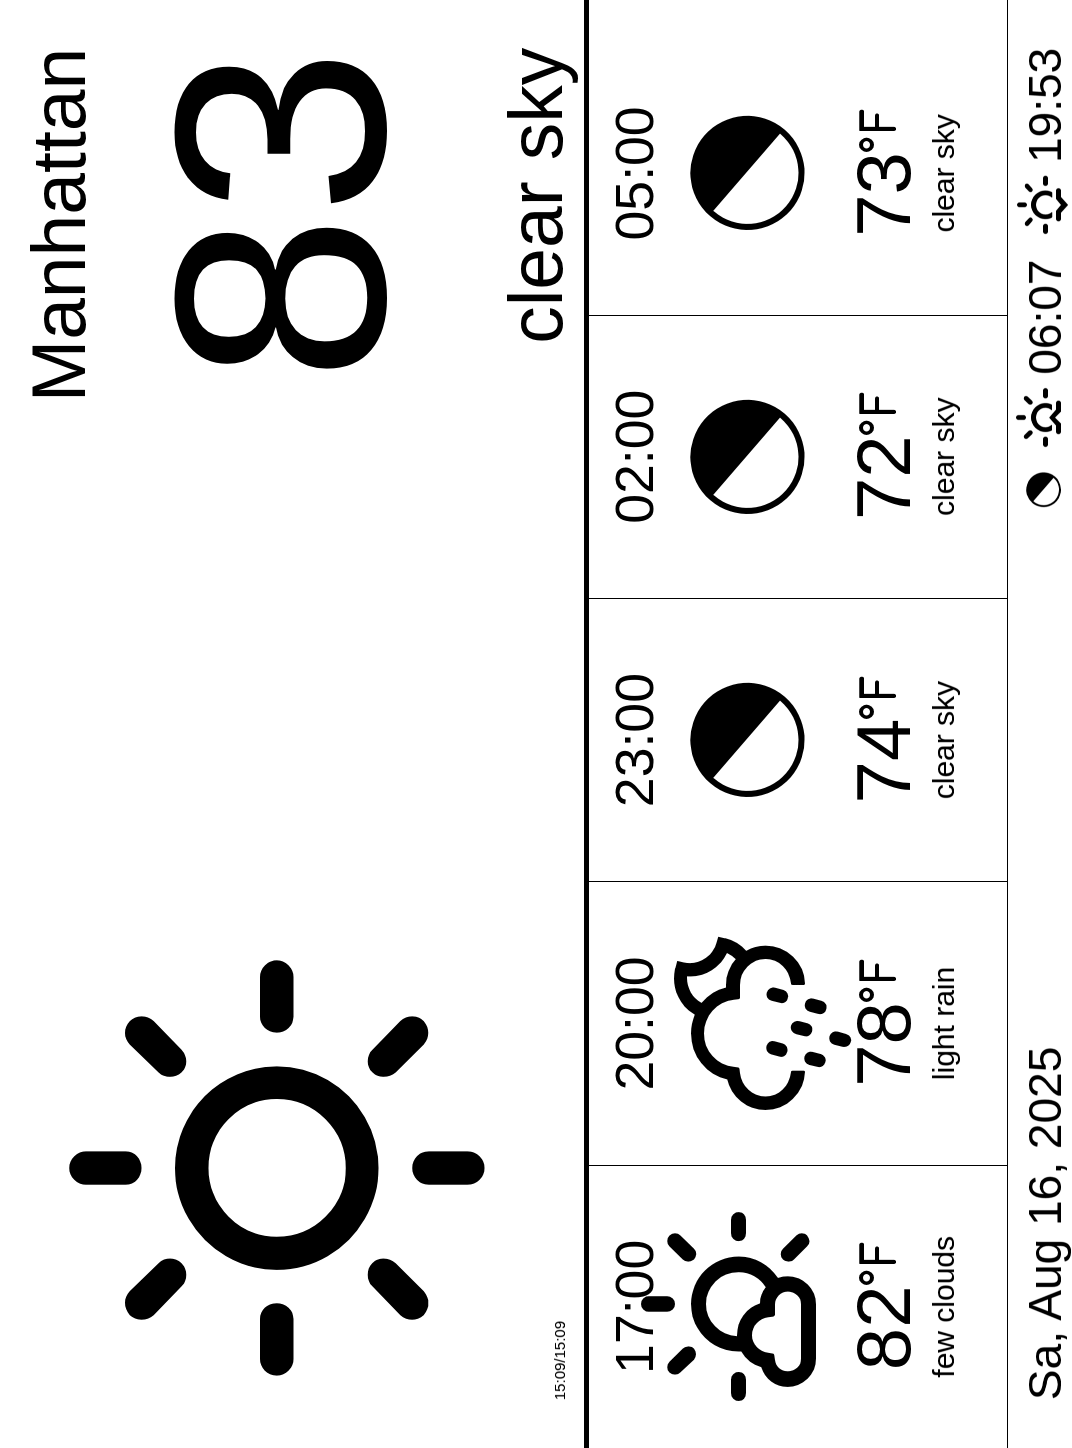 Manhattan
83
clear sky
15:09/15:09
17:00
82°F
few clouds
20:00
78°F
light rain
23:00
74°F
clear sky
02:00
72°F
clear sky
05:00
73°F
clear sky
Sa, Aug 16, 2025
06:07 19:53